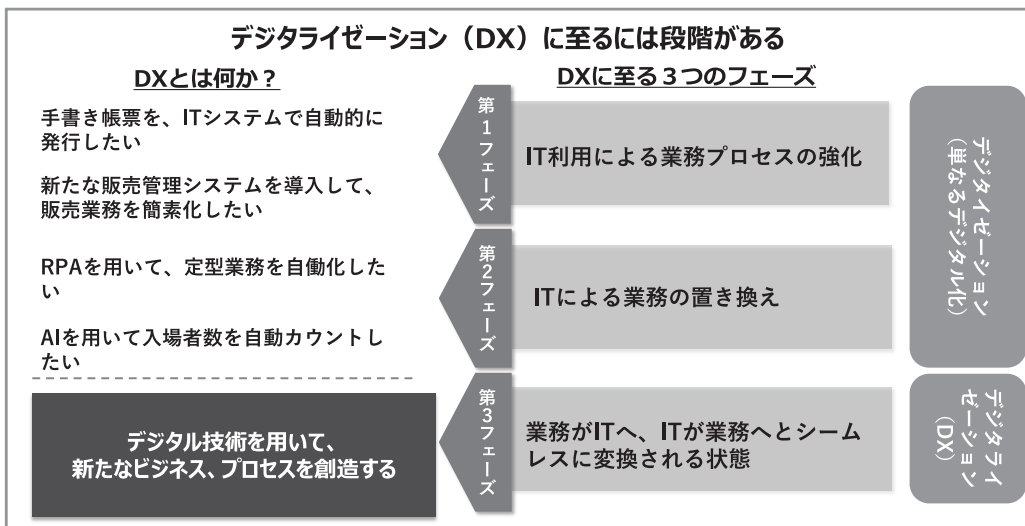 デジタライゼーション（DX）に至るには段階がある
DXとは何か？
手書き帳票を、ITシステムで自動的に
発行したい
新たな販売管理システムを導入して、
販売業務を簡素化したい
RPAを用いて、定型業務を自働化した
い
AIを用いて入場者数を自動カウントし
たい
デジタル技術を用いて、
新たなビジネス、プロセスを創造する
DXに至る３つのフェーズ
第1フェーズ
IT利用による業務プロセスの強化
第2フェーズ
ITによる業務の置き換え
第3フェーズ
業務がITへ、ITが業務へとシーム
レスに変換される状態
デジタイゼーション
（単なるデジタル化）
デジタライ
ゼーション
（DX）